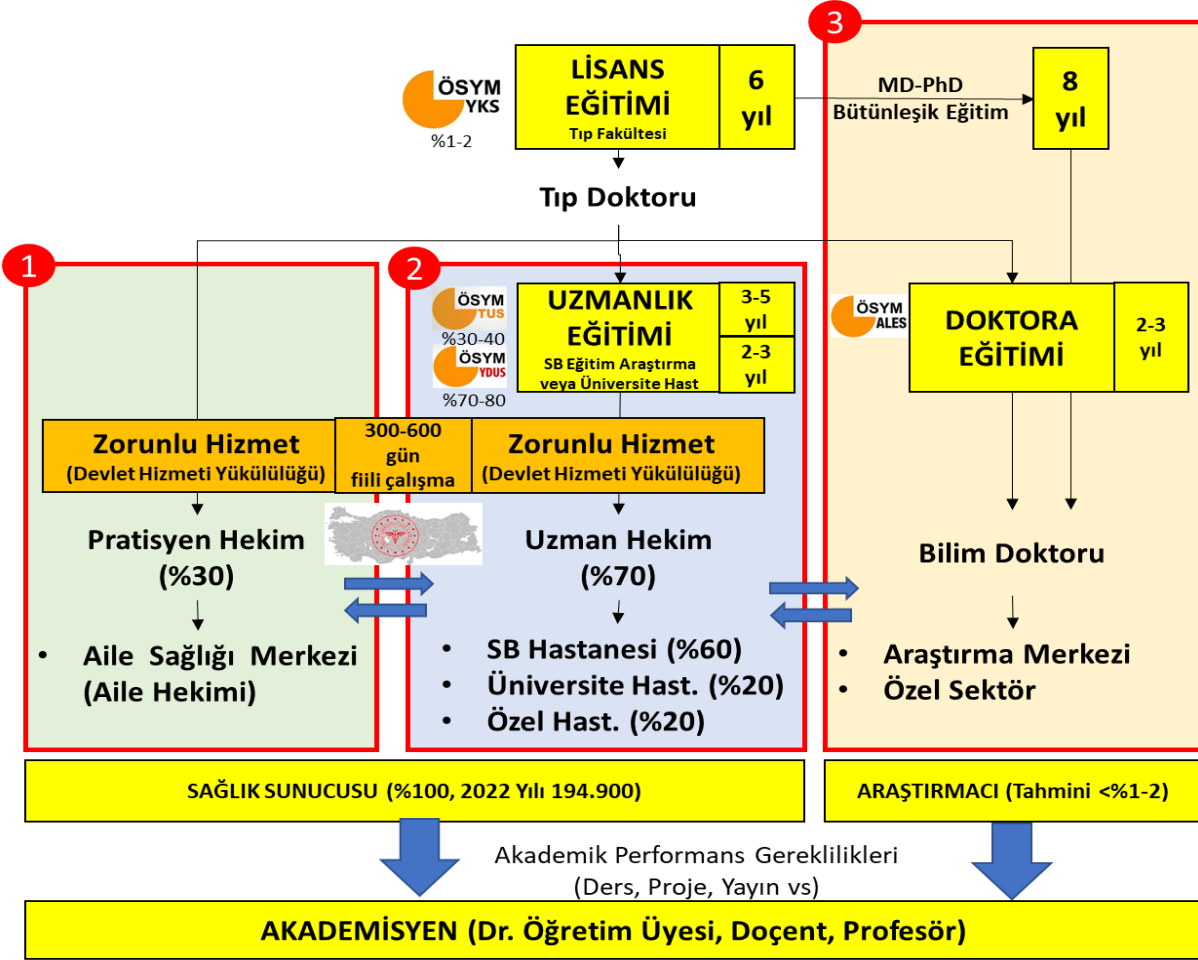 3
ÖSYM
YKS
%1-2
LİSANS
EĞİTİMİ
Tıp Fakültesi
6
yıl
MD-PhD
Bütünleşik Eğitim
8
yıl
Tıp Doktoru
1
2
ÖSYM
TUS
%30-40
ÖSYM
YDUS
%70-80
UZMANLIK
EĞİTİMİ
SB Eğitim Araştırma
veya Üniversite Hast
3-5
yıl
2-3
yıl
ÖSYM
ALES
DOKTORA
EĞİTİMİ
2-3
yıl
Zorunlu Hizmet
(Devlet Hizmeti Yükülülüğü)
300-600
gün
fiili çalışma
Zorunlu Hizmet
(Devlet Hizmeti Yükülülüğü)
Pratisyen Hekim
(%30)
Uzman Hekim
(%70)
Bilim Doktoru
• Aile Sağlığı Merkezi
(Aile Hekimi)
• SB Hastanesi (%60)
• Üniversite Hast. (%20)
• Özel Hast. (%20)
• Araştırma Merkezi
• Özel Sektör
SAĞLIK SUNUCUSU (%100, 2022 Yılı 194.900)
ARAŞTIRMACI (Tahmini <%1-2)
Akademik Performans Gereklilikleri
(Ders, Proje, Yayın vs)
AKADEMİSYEN (Dr. Öğretim Üyesi, Doçent, Profesör)